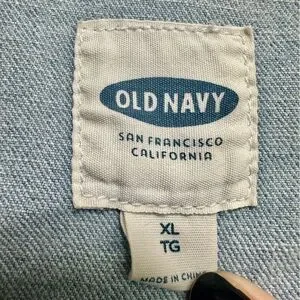 OLD NAVY
SAN FRANCISCO
CALIFORNIA
XL
TG
MADE IN CHINA